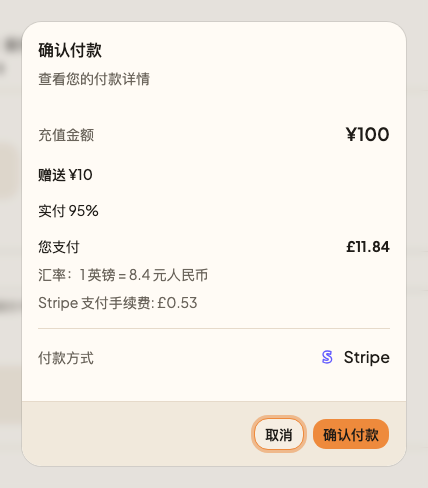 确认付款
查看您的付款详情
充值金额 ¥100
赠送 ¥10
实付 95%
您支付 £11.84
汇率：1 英镑 = 8.4 元人民币
Stripe 支付手续费: £0.53
付款方式 S Stripe
取消 确认付款